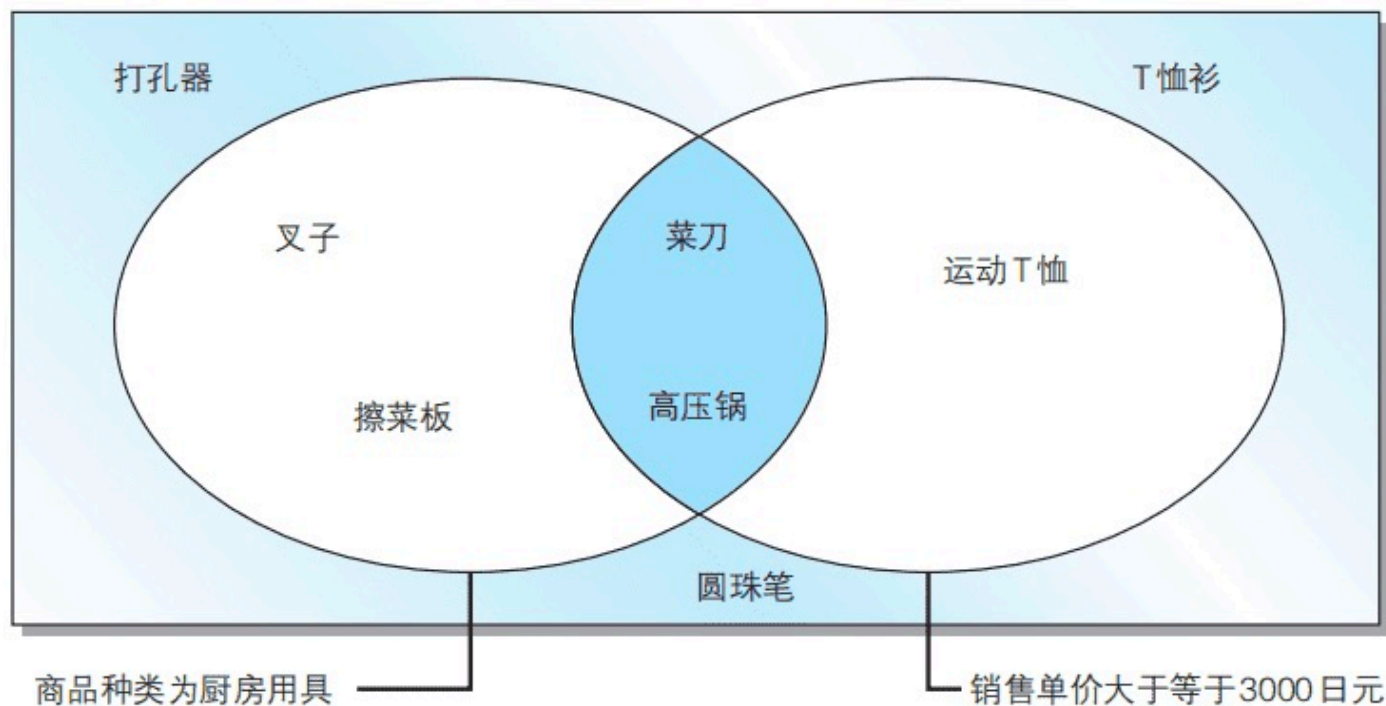 打孔器
T恤衫
叉子
菜刀
运动T恤
擦菜板
高压锅
圆珠笔
商品种类为厨房用具
销售单价大于等于3000日元